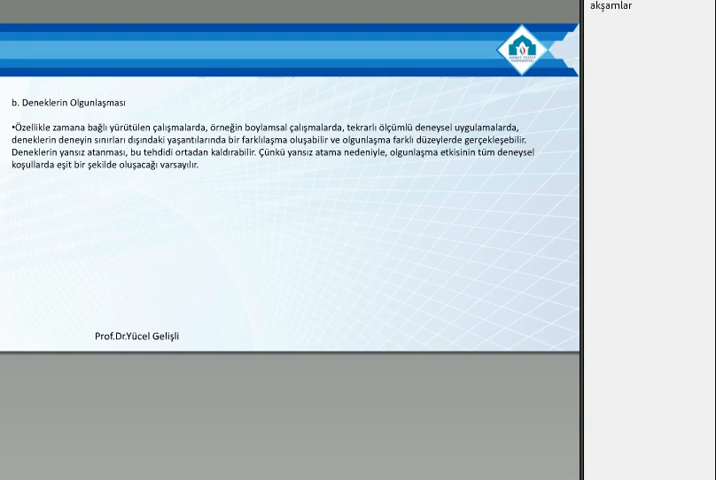 akşamlar
b. Deneklerin Olgunlaşması
•Özellikle zamana bağlı yürütülen çalışmalarda, örneğin boylamsal çalışmalarda, tekrarlı ölçümlü deneysel uygulamalarda,
deneklerin deneyin sınırları dışındaki yaşantılarında bir farklılaşma oluşabilir ve olgunlaşma farklı düzeylerde gerçekleşebilir.
Deneklerin yansız atanması, bu tehdidi ortadan kaldırabilir. Çünkü yansız atama nedeniyle, olgunlaşma etkisinin tüm deneysel
koşullarda eşit bir şekilde oluşacağı varsayılır.
Prof.Dr.Yücel Gelişli